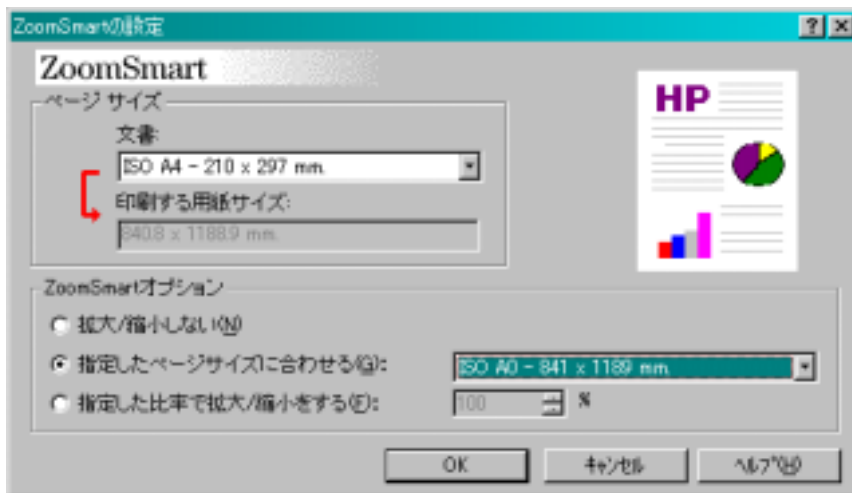 ZoomSmartの設定
ZoomSmart
HP
ページ サイズ
文書:
ISO A4 - 210 x 297 mm.
印刷する用紙サイズ:
840.8 x 1188.9 mm.
ZoomSmartオプション
拡大/縮小しない(N)
指定したページサイズに合わせる(G):
ISO A0 - 841 x 1189 mm.
指定した比率で拡大/縮小をする(F):
100 %
OK
キャンセル
ヘルプ(H)